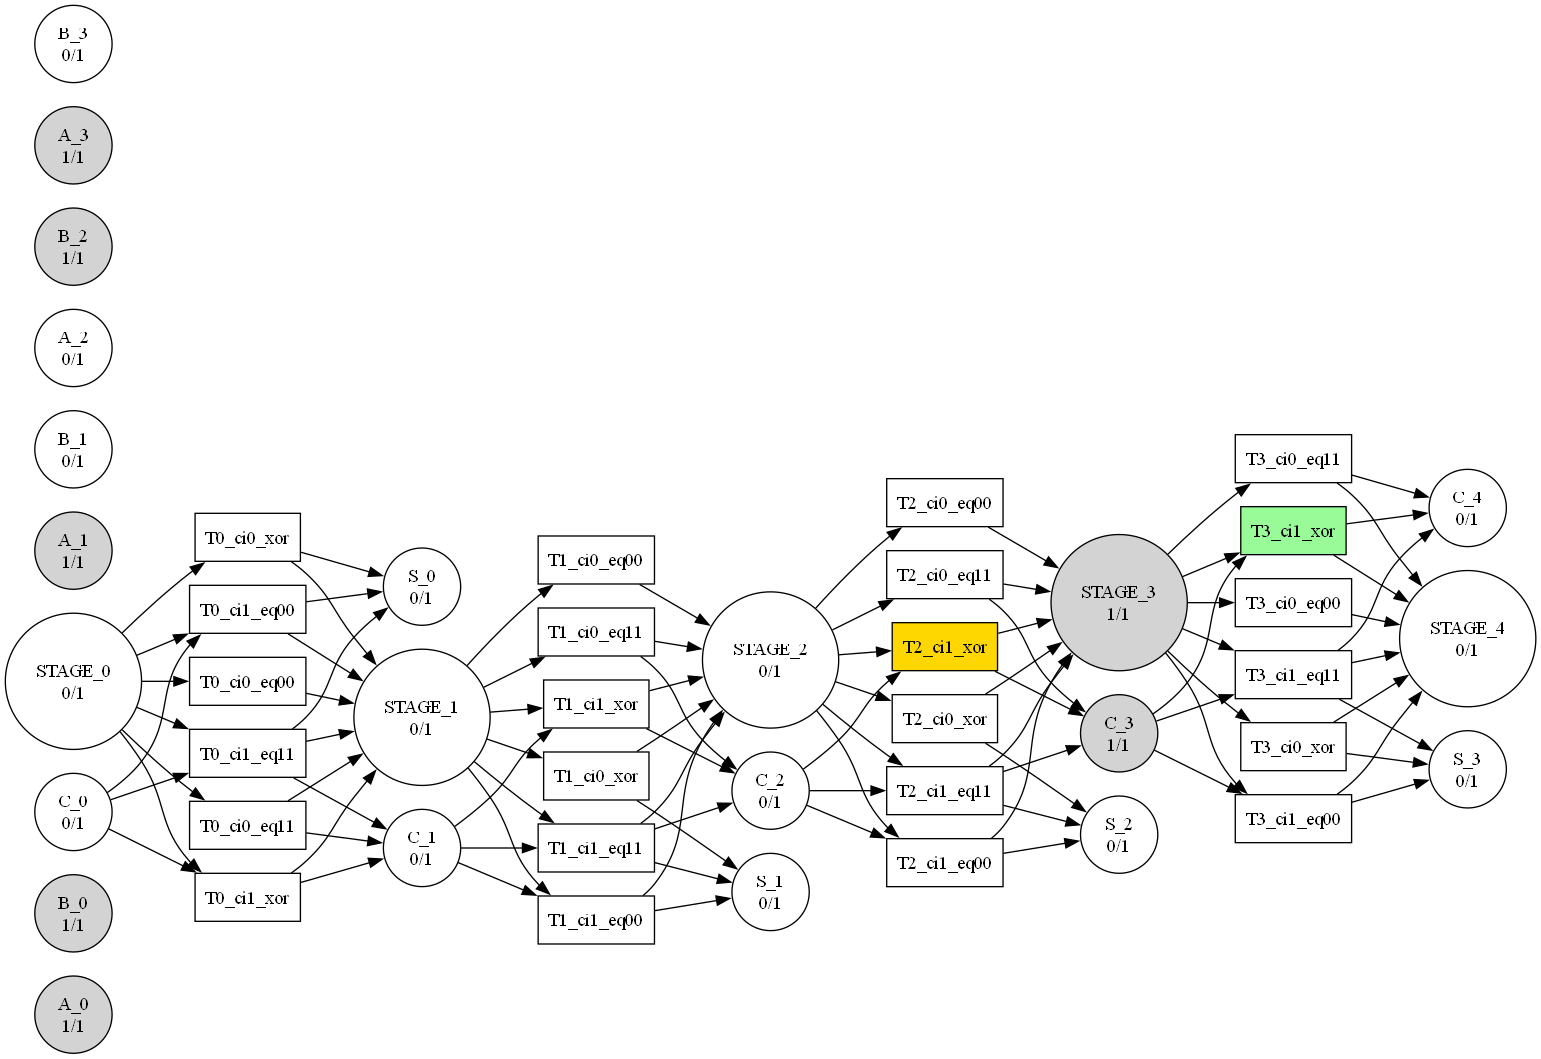 B_3
0/1
A_3
1/1
B_2
1/1
A_2
0/1
B_1
0/1
A_1
1/1
STAGE_0
0/1
C_0
0/1
B_0
1/1
A_0
1/1
T0_ci0_xor
T0_ci1_eq00
T0_ci0_eq00
T0_ci1_eq11
T0_ci0_eq11
T0_ci1_xor
S_0
0/1
STAGE_1
0/1
C_1
0/1
T1_ci0_eq00
T1_ci0_eq11
T1_ci1_xor
T1_ci0_xor
T1_ci1_eq11
T1_ci1_eq00
STAGE_2
0/1
C_2
0/1
S_1
0/1
T2_ci0_eq00
T2_ci0_eq11
T2_ci1_xor
T2_ci0_xor
T2_ci1_eq11
T2_ci1_eq00
STAGE_3
1/1
C_3
1/1
S_2
0/1
T3_ci0_eq11
T3_ci1_xor
T3_ci0_eq00
T3_ci1_eq11
T3_ci0_xor
T3_ci1_eq00
C_4
0/1
STAGE_4
0/1
S_3
0/1